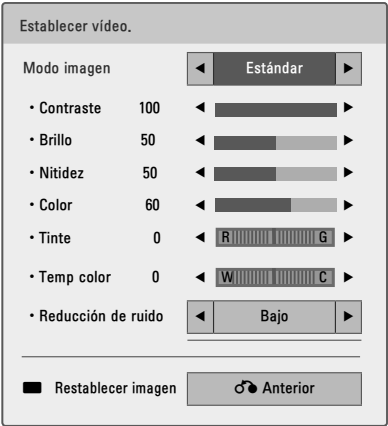 Establecer vídeo.
Modo imagen ◄ Estándar ►
• Contraste 100 ◄ ►
• Brillo 50 ◄ ►
• Nitidez 50 ◄ ►
• Color 60 ◄ ►
• Tinte 0 ◄ R G ►
• Temp color 0 ◄ W C ►
• Reducción de ruido ◄ Bajo ►
Restablecer imagen Anterior